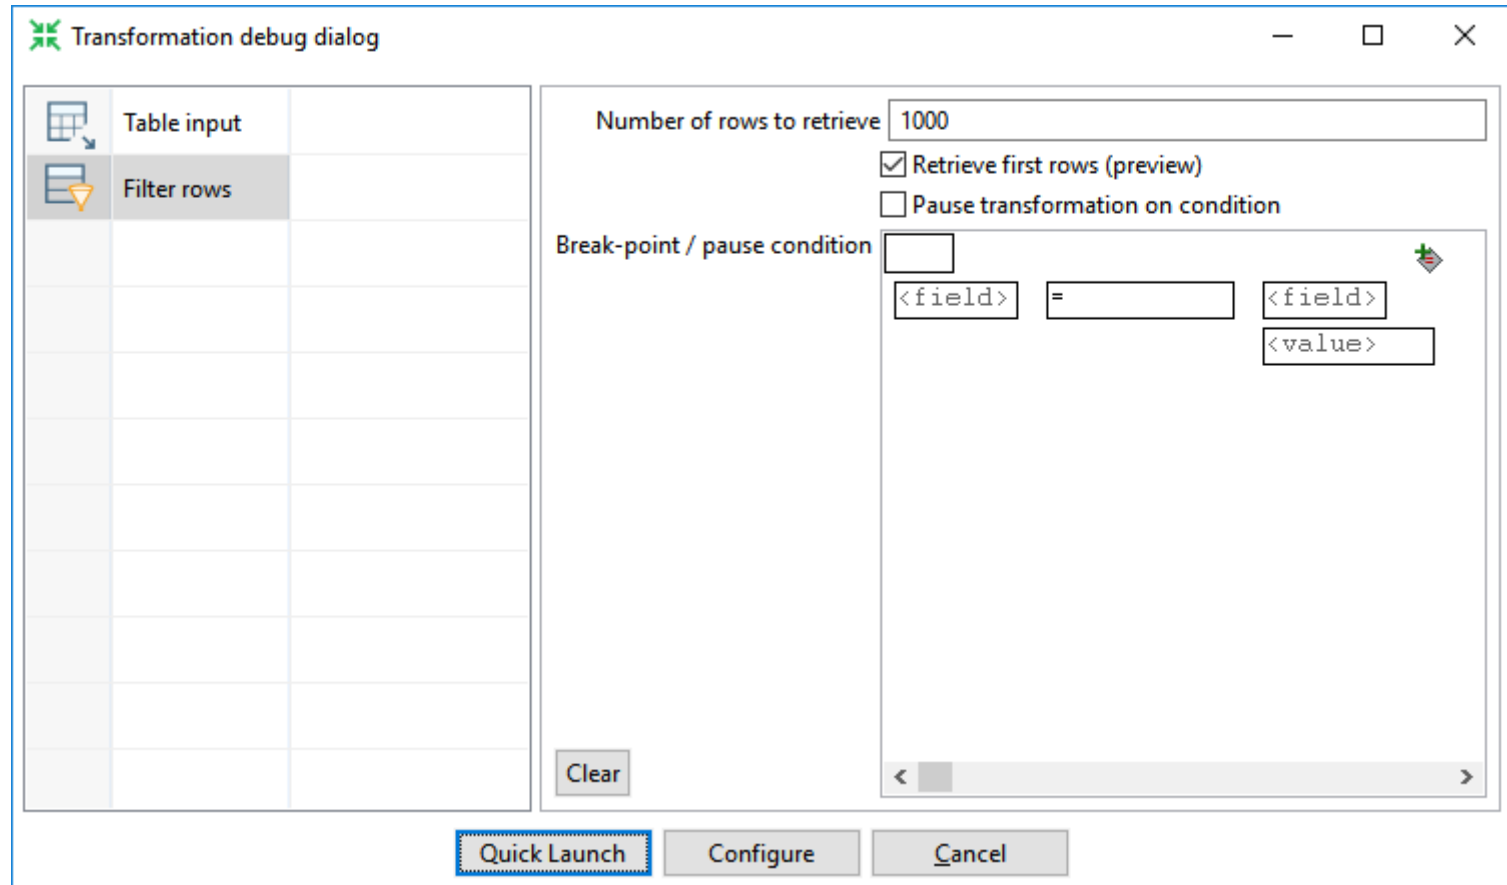 Transformation debug dialog
Table input
Filter rows
Number of rows to retrieve 1000
Retrieve first rows (preview)
Pause transformation on condition
Break-point / pause condition
<field> = <field>
<value>
Clear
Quick Launch Configure Cancel